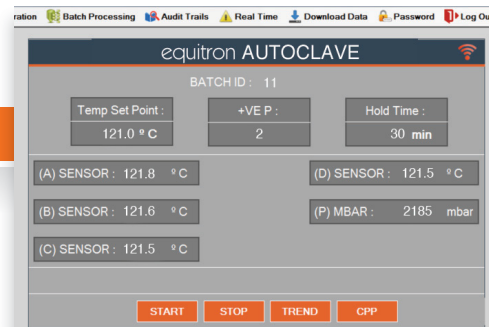 ration Batch Processing Audit Trails Real Time Download Data Password Log Ou
equitron AUTOCLAVE
BATCH ID : 11
Temp Set Point : +VE P : Hold Time :
121.0 º C 2 30 min
(A) SENSOR : 121.8 º C (D) SENSOR : 121.5 º C
(B) SENSOR : 121.6 º C (P) MBAR : 2185 mbar
(C) SENSOR : 121.5 º C
START STOP TREND CPP